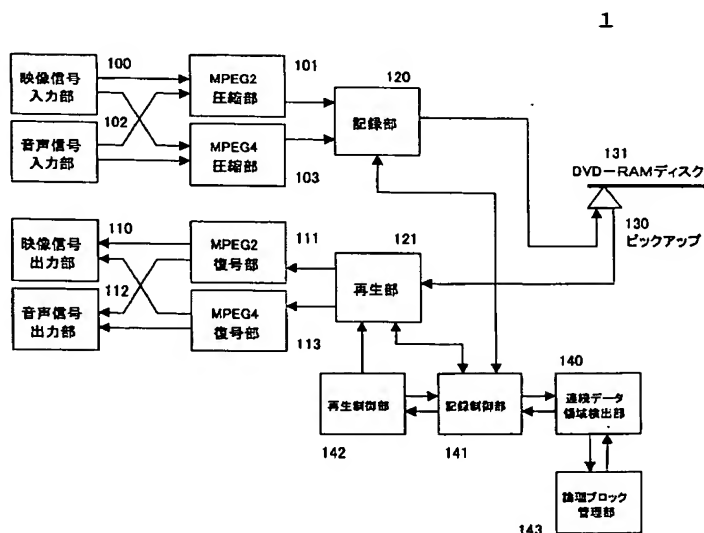 1
100
映像信号
入力部
MPEG2
圧縮部
101
120
記録部
102
音声信号
入力部
MPEG4
圧縮部
103
131
DVD－RAMディスク
130
ピックアップ
映像信号
出力部
110
MPEG2
復号部
111
121
再生部
112
音声信号
出力部
MPEG4
復号部
113
140
再生制御部
記録制御部
連続データ
領域検出部
142
141
論理ブロック
管理部
143